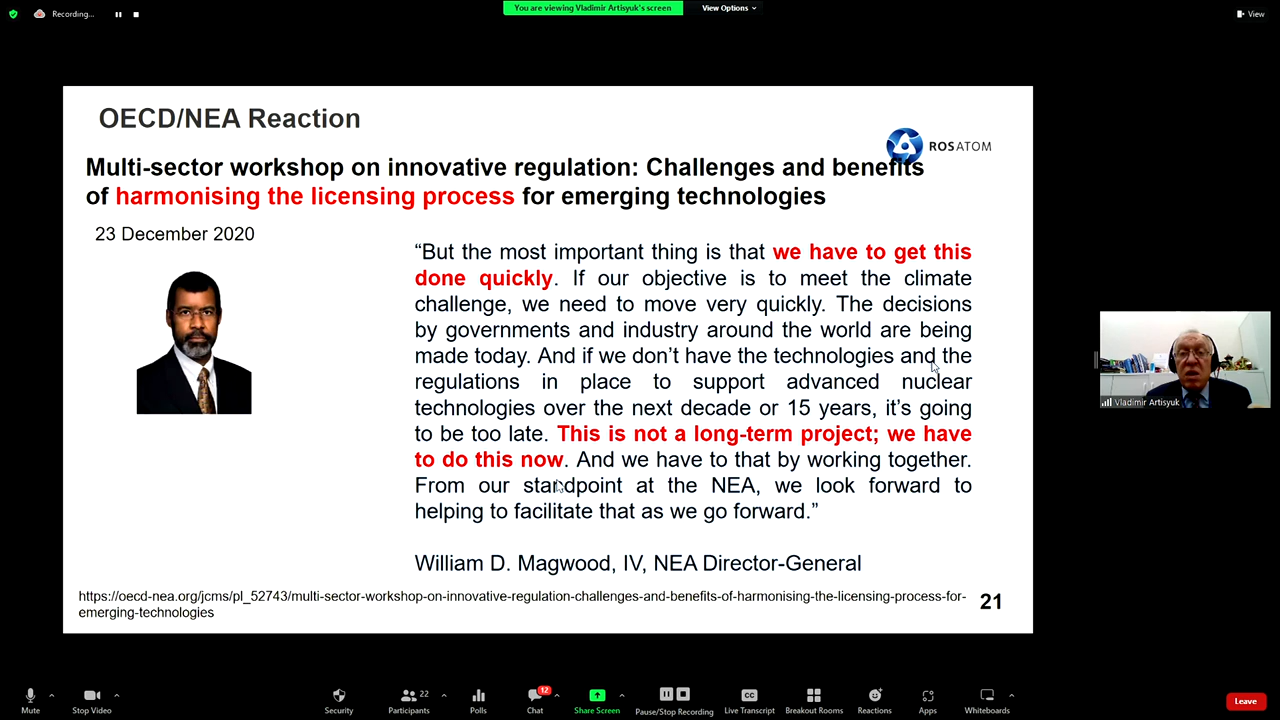 Recording...
You are viewing Vladimir Artisyuk's screen
View Options
View
OECD/NEA Reaction
ROSATOM
Multi-sector workshop on innovative regulation: Challenges and benefits
of harmonising the licensing process for emerging technologies
23 December 2020
“But the most important thing is that we have to get this
done quickly. If our objective is to meet the climate
challenge, we need to move very quickly. The decisions
by governments and industry around the world are being
made today. And if we don’t have the technologies and the
regulations in place to support advanced nuclear
technologies over the next decade or 15 years, it’s going
to be too late. This is not a long-term project; we have
to do this now. And we have to that by working together.
From our standpoint at the NEA, we look forward to
helping to facilitate that as we go forward.”
William D. Magwood, IV, NEA Director-General
https://oecd-nea.org/jcms/pl_52743/multi-sector-workshop-on-innovative-regulation-challenges-and-benefits-of-harmonising-the-licensing-process-for-
emerging-technologies
21
Vladimir Artisyuk
Mute
Stop Video
Security
22
Participants
Polls
12
Chat
Share Screen
Pause/Stop Recording
CC
Live Transcript
Breakout Rooms
Reactions
Apps
Whiteboards
Leave